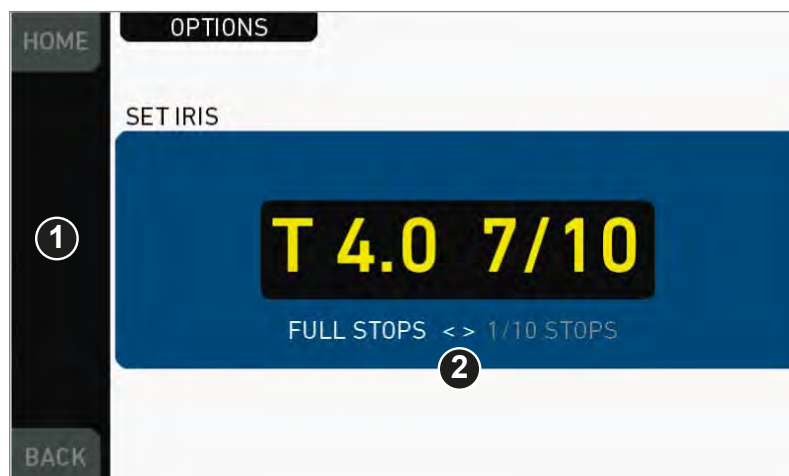 HOME
OPTIONS
SET IRIS
1
T 4.0 7/10
FULL STOPS < > 1/10 STOPS
2
BACK